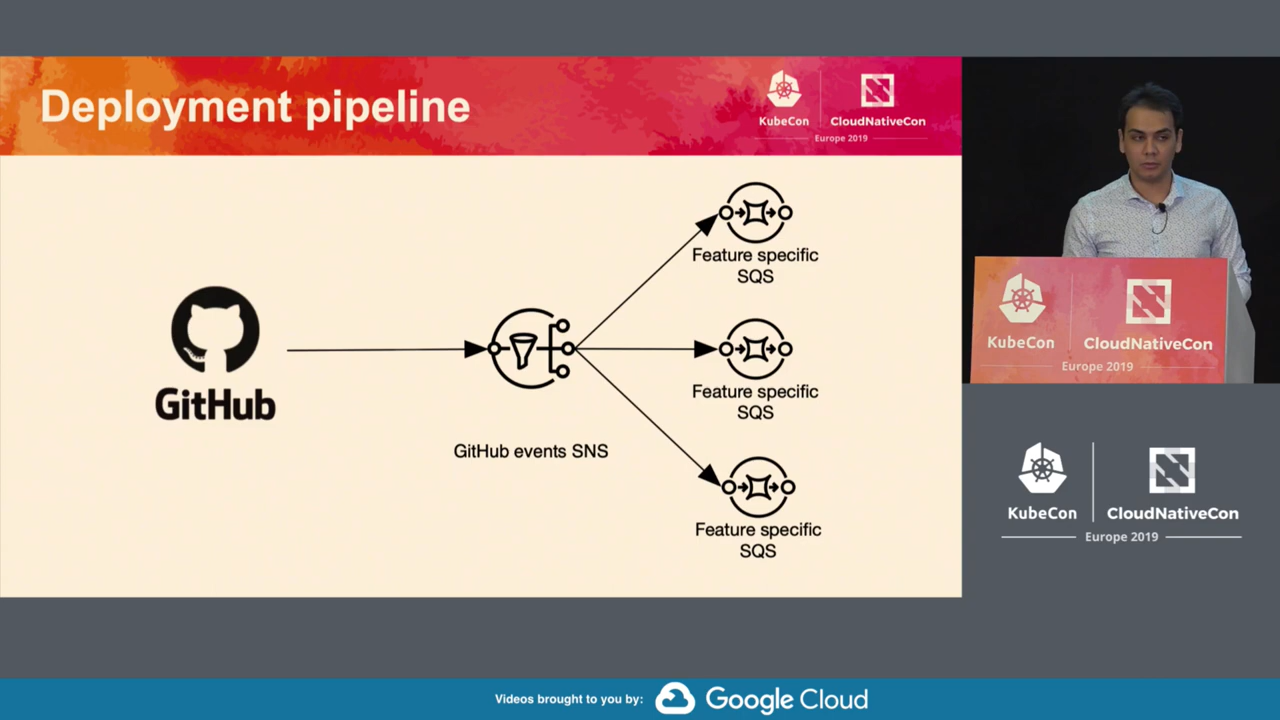 Deployment pipeline
KubeCon
CloudNativeCon
Europe 2019
GitHub
GitHub events SNS
Feature specific
SQS
Feature specific
SQS
Feature specific
SQS
KubeCon
CloudNativeCon
Europe 2019
KubeCon
CloudNativeCon
Europe 2019
Videos brought to you by:
Google Cloud